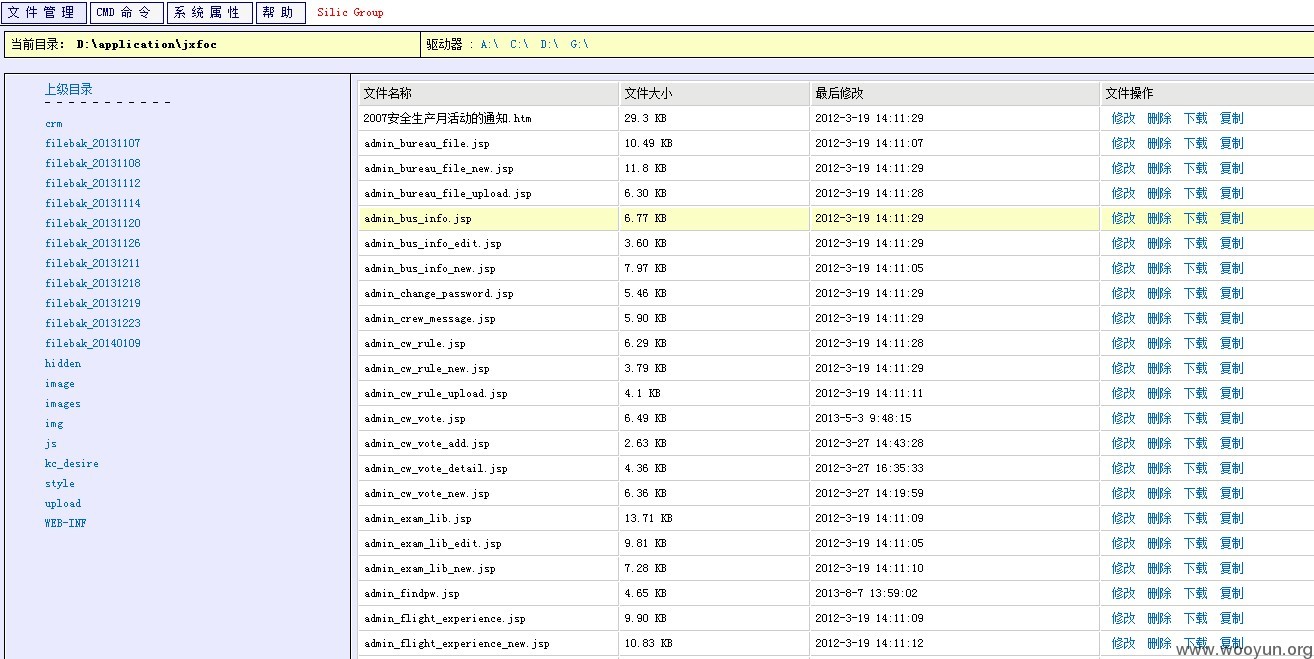 文件管理 CMD命令 系统属性 帮助 Silic Group
当前目录: D:\application\jxfoc 驱动器 : A:\ C:\ D:\ G:\
上级目录
- - - - - - - - - - -
crm
filebak_20131107
filebak_20131108
filebak_20131112
filebak_20131114
filebak_20131120
filebak_20131126
filebak_20131211
filebak_20131218
filebak_20131219
filebak_20131223
filebak_20140109
hidden
image
images
img
js
kc_desire
style
upload
WEB-INF
文件名称 文件大小 最后修改 文件操作
2007安全生产月活动的通知.htm 29.3 KB 2012-3-19 14:11:29 修改 删除 下载 复制
admin_bureau_file.jsp 10.49 KB 2012-3-19 14:11:07 修改 删除 下载 复制
admin_bureau_file_new.jsp 11.8 KB 2012-3-19 14:11:29 修改 删除 下载 复制
admin_bureau_file_upload.jsp 6.30 KB 2012-3-19 14:11:28 修改 删除 下载 复制
admin_bus_info.jsp 6.77 KB 2012-3-19 14:11:29 修改 删除 下载 复制
admin_bus_info_edit.jsp 3.60 KB 2012-3-19 14:11:29 修改 删除 下载 复制
admin_bus_info_new.jsp 7.97 KB 2012-3-19 14:11:05 修改 删除 下载 复制
admin_change_password.jsp 5.46 KB 2012-3-19 14:11:29 修改 删除 下载 复制
admin_crew_message.jsp 5.90 KB 2012-3-19 14:11:29 修改 删除 下载 复制
admin_cw_rule.jsp 6.29 KB 2012-3-19 14:11:28 修改 删除 下载 复制
admin_cw_rule_new.jsp 3.79 KB 2012-3-19 14:11:29 修改 删除 下载 复制
admin_cw_rule_upload.jsp 4.1 KB 2012-3-19 14:11:11 修改 删除 下载 复制
admin_cw_vote.jsp 6.49 KB 2013-5-3 9:48:15 修改 删除 下载 复制
admin_cw_vote_add.jsp 2.63 KB 2012-3-27 14:43:28 修改 删除 下载 复制
admin_cw_vote_detail.jsp 4.36 KB 2012-3-27 16:35:33 修改 删除 下载 复制
admin_cw_vote_new.jsp 6.36 KB 2012-3-27 14:19:59 修改 删除 下载 复制
admin_exam_lib.jsp 13.71 KB 2012-3-19 14:11:09 修改 删除 下载 复制
admin_exam_lib_edit.jsp 9.81 KB 2012-3-19 14:11:05 修改 删除 下载 复制
admin_exam_lib_new.jsp 7.28 KB 2012-3-19 14:11:10 修改 删除 下载 复制
admin_findpw.jsp 4.65 KB 2013-8-7 13:59:02 修改 删除 下载 复制
admin_flight_experience.jsp 9.90 KB 2012-3-19 14:11:09 修改 删除 下载 复制
admin_flight_experience_new.jsp 10.83 KB 2012-3-19 14:11:12 修改 删除 下载 复制
www.wooyun.org